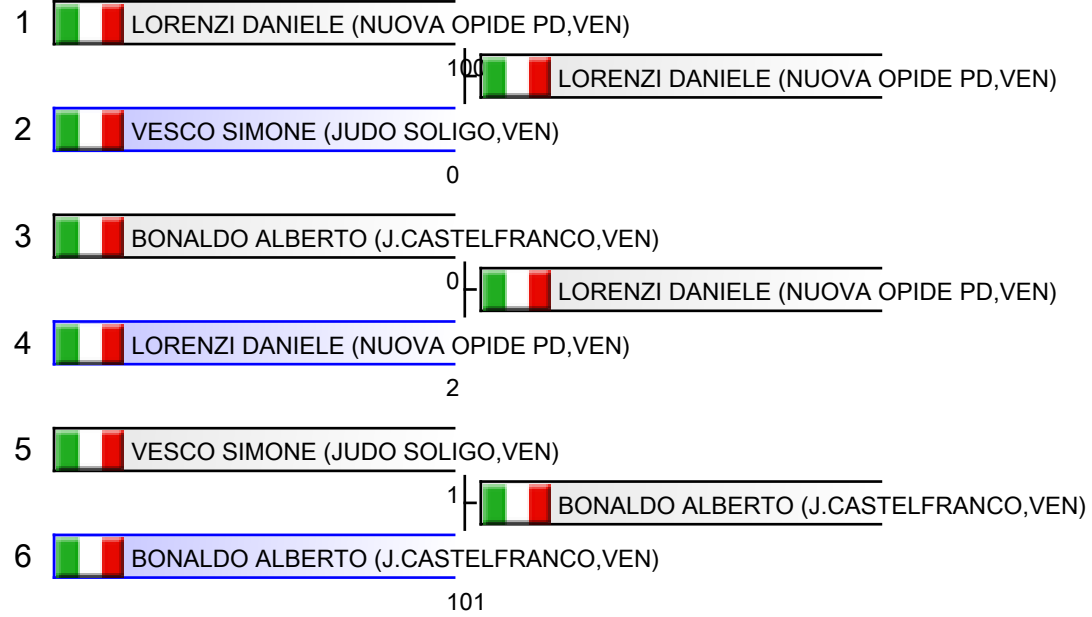 1 LORENZI DANIELE (NUOVA OPIDE PD,VEN)
100 LORENZI DANIELE (NUOVA OPIDE PD,VEN)
2 VESCO SIMONE (JUDO SOLIGO,VEN)
0
3 BONALDO ALBERTO (J.CASTELFRANCO,VEN)
0 LORENZI DANIELE (NUOVA OPIDE PD,VEN)
4 LORENZI DANIELE (NUOVA OPIDE PD,VEN)
2
5 VESCO SIMONE (JUDO SOLIGO,VEN)
1 BONALDO ALBERTO (J.CASTELFRANCO,VEN)
6 BONALDO ALBERTO (J.CASTELFRANCO,VEN)
101